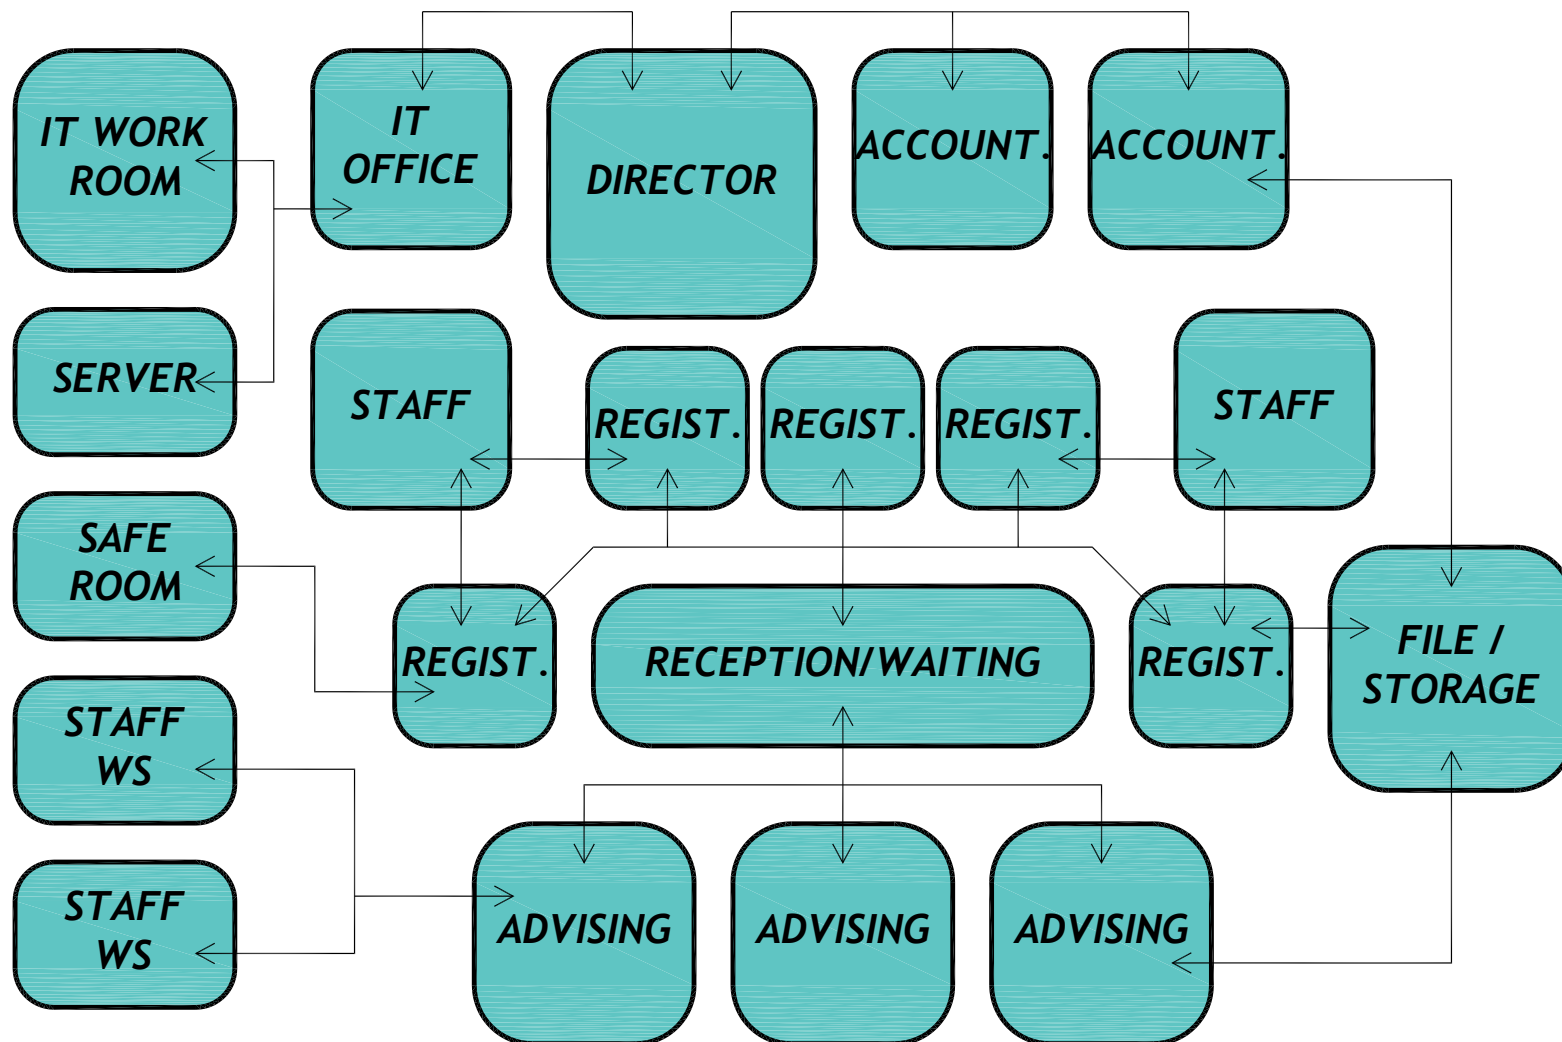 IT WORK
ROOM
IT
OFFICE
DIRECTOR
ACCOUNT.
ACCOUNT.
SERVER
STAFF
REGIST.
REGIST.
REGIST.
STAFF
SAFE
ROOM
REGIST.
RECEPTION/WAITING
REGIST.
FILE /
STORAGE
STAFF
WS
STAFF
WS
ADVISING
ADVISING
ADVISING